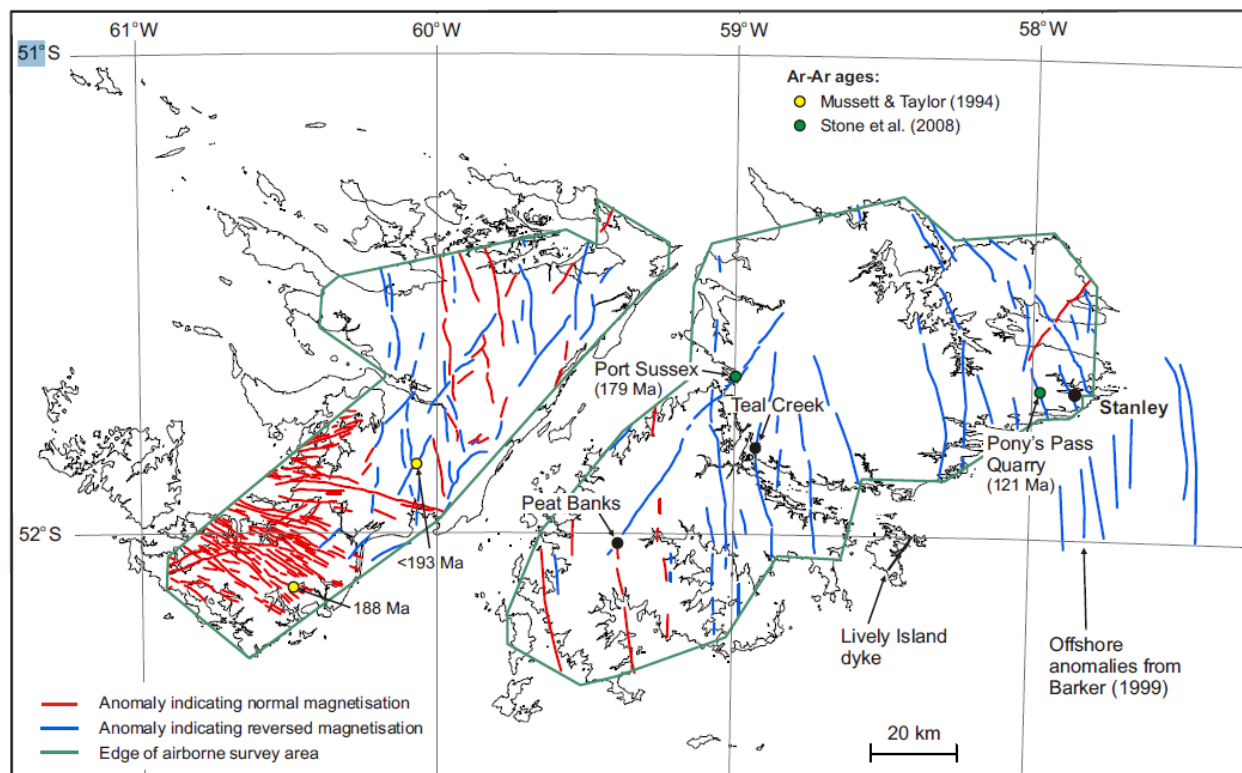 61°W
60°W
59°W
58°W
51°S
Ar-Ar ages:
Mussett & Taylor (1994)
Stone et al. (2008)
Port Sussex
(179 Ma)
Teal Creek
Stanley
Pony's Pass
Quarry
(121 Ma)
Peat Banks
52°S
<193 Ma
188 Ma
Lively Island
dyke
Offshore
anomalies from
Barker (1999)
Anomaly indicating normal magnetisation
Anomaly indicating reversed magnetisation
Edge of airborne survey area
20 km